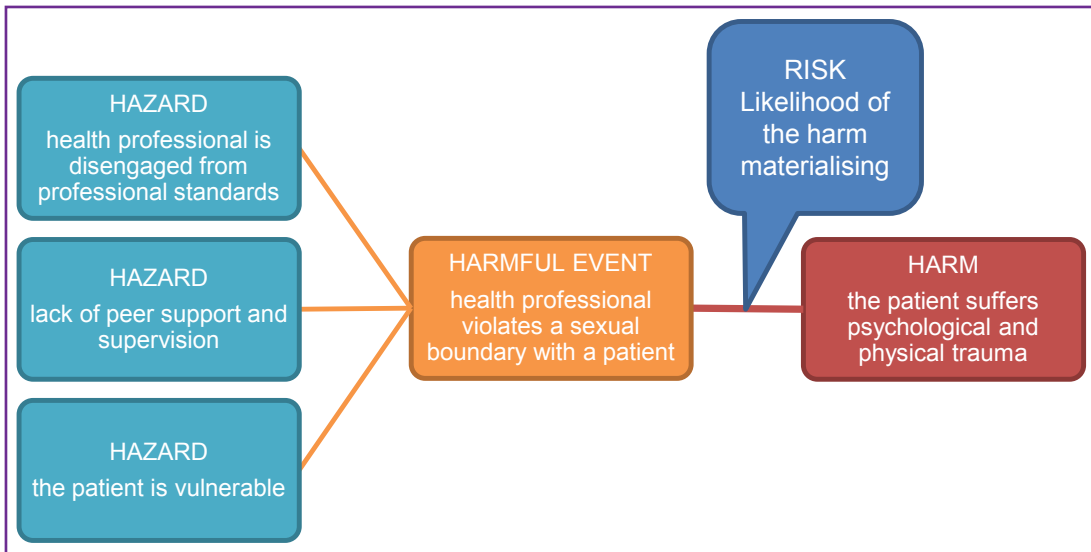 HAZARD
health professional is
disengaged from
professional standards
HAZARD
lack of peer support and
supervision
HAZARD
the patient is vulnerable
HARMFUL EVENT
health professional
violates a sexual
boundary with a patient
RISK
Likelihood of
the harm
materialising
HARM
the patient suffers
psychological and
physical trauma